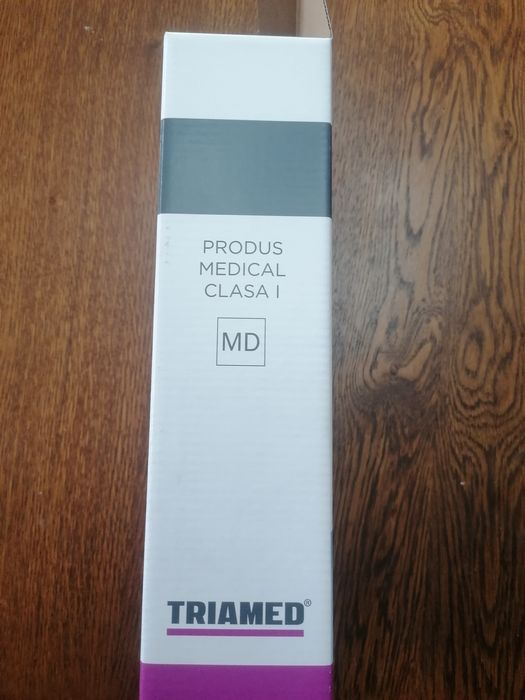 PRODUS
MEDICAL
CLASA I
MD
TRIAMED®